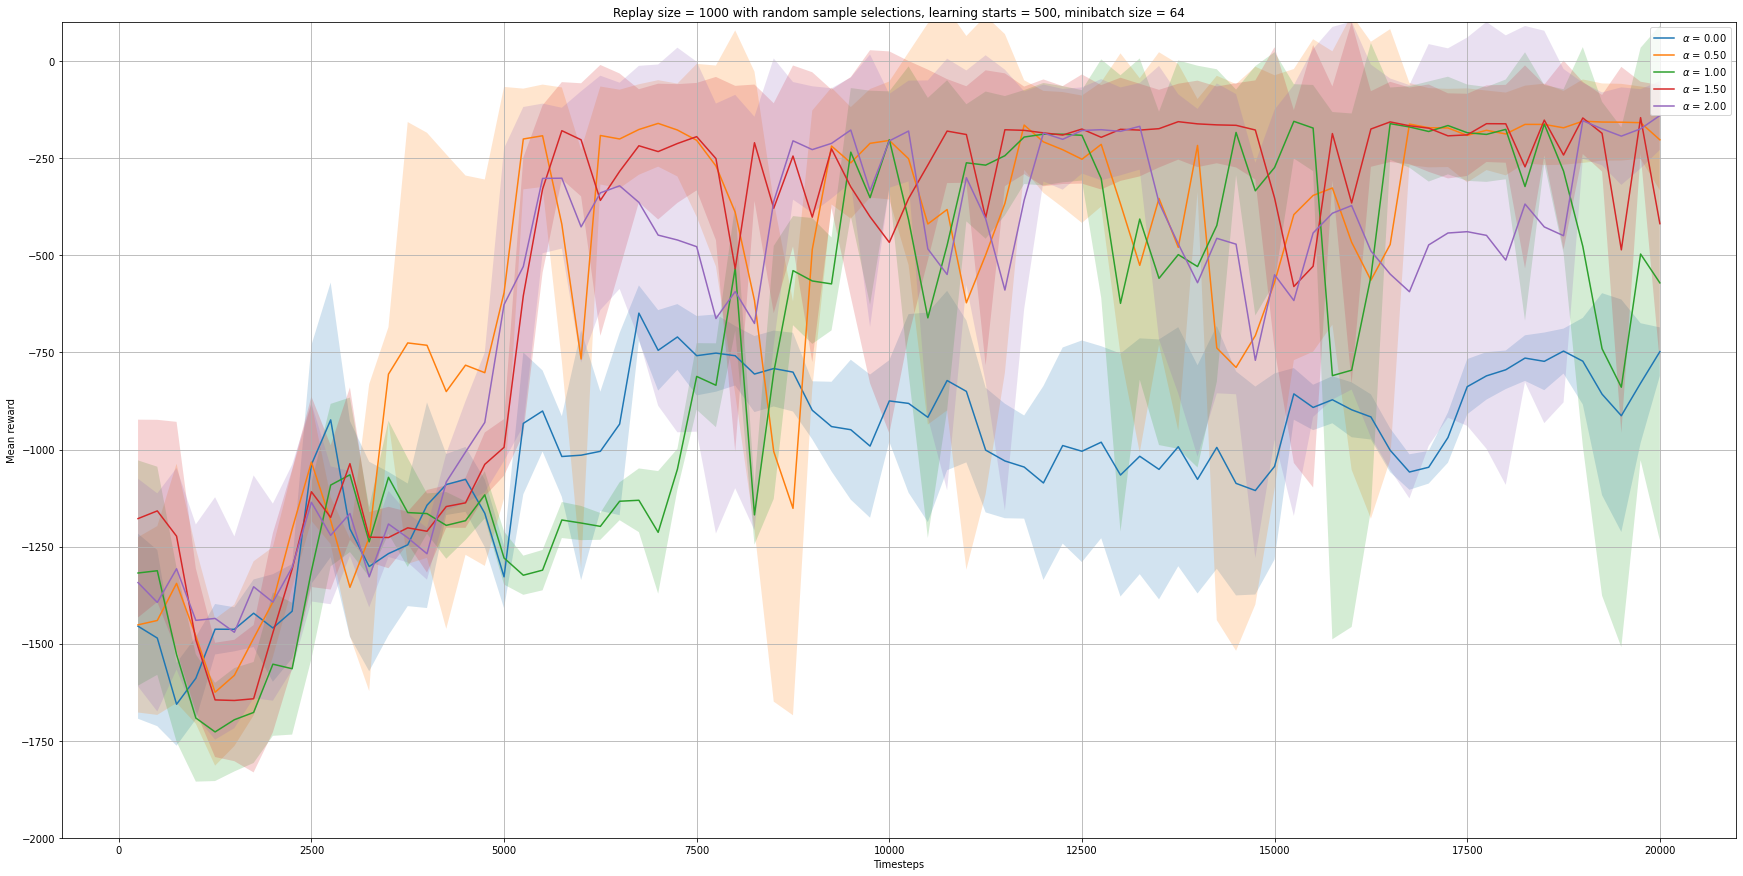 Replay size = 1000 with random sample selections, learning starts = 500, minibatch size = 64
α = 0.00
α = 0.50
α = 1.00
α = 1.50
α = 2.00
Mean reward
0
−250
−500
−750
−1000
−1250
−1500
−1750
−2000
0 2500 5000 7500 10000 12500 15000 17500 20000
Timesteps